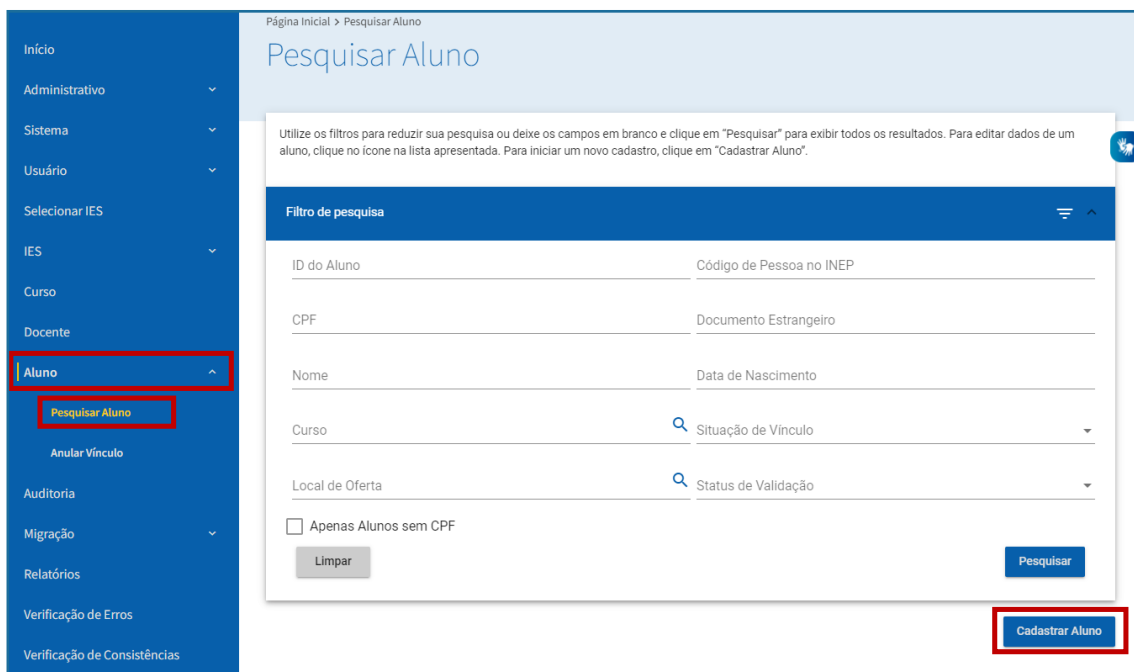 Início
Administrativo
Sistema
Usuário
Selecionar IES
IES
Curso
Docente
Aluno
Pesquisar Aluno
Anular Vínculo
Auditoria
Migração
Relatórios
Verificação de Erros
Verificação de Consistências
Página Inicial > Pesquisar Aluno
Pesquisar Aluno
Utilize os filtros para reduzir sua pesquisa ou deixe os campos em branco e clique em “Pesquisar” para exibir todos os resultados. Para editar dados de um
aluno, clique no ícone na lista apresentada. Para iniciar um novo cadastro, clique em “Cadastrar Aluno”.
Filtro de pesquisa
ID do Aluno
Código de Pessoa no INEP
CPF
Documento Estrangeiro
Nome
Data de Nascimento
Curso
Situação de Vínculo
Local de Oferta
Status de Validação
Apenas Alunos sem CPF
Limpar
Pesquisar
Cadastrar Aluno